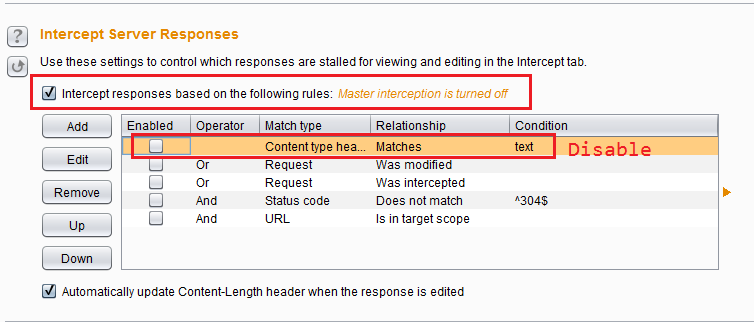 ?
Intercept Server Responses
Use these settings to control which responses are stalled for viewing and editing in the Intercept tab.
Intercept responses based on the following rules: Master interception is turned off
Add
Edit
Remove
Up
Down
Enabled Operator Match type Relationship Condition
Content type hea... Matches text Disable
Or Request Was modified
Or Request Was intercepted
And Status code Does not match ^304$
And URL Is in target scope
Automatically update Content-Length header when the response is edited